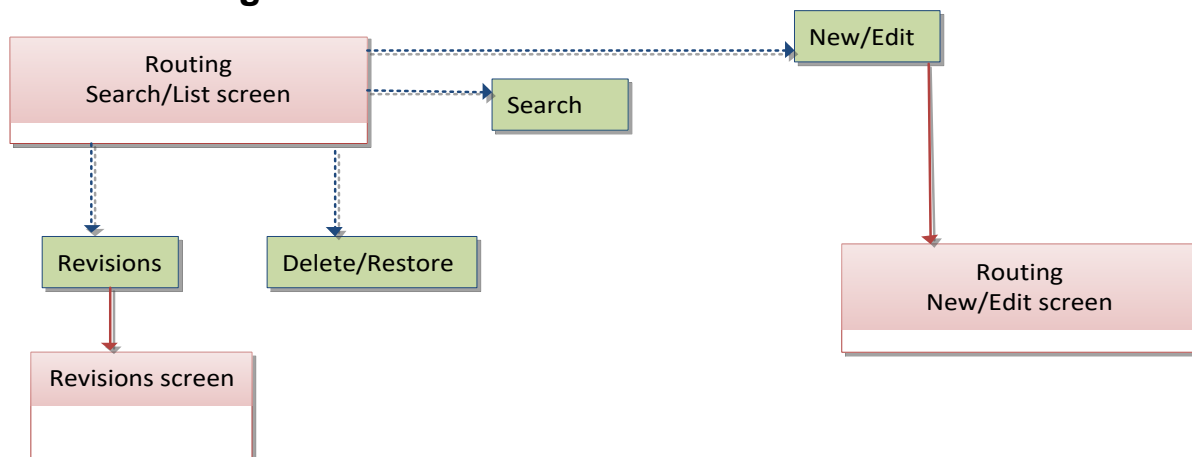 New/Edit
Routing
Search/List screen
Search
Revisions
Delete/Restore
Routing
New/Edit screen
Revisions screen